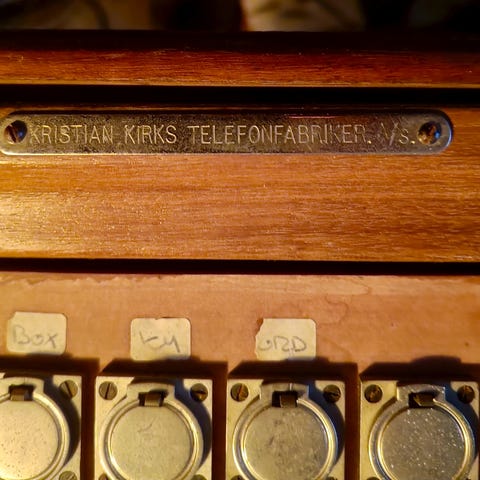 KRISTIAN KIRKS TELEFONFABRIKER. A/S.
BOX
ORD